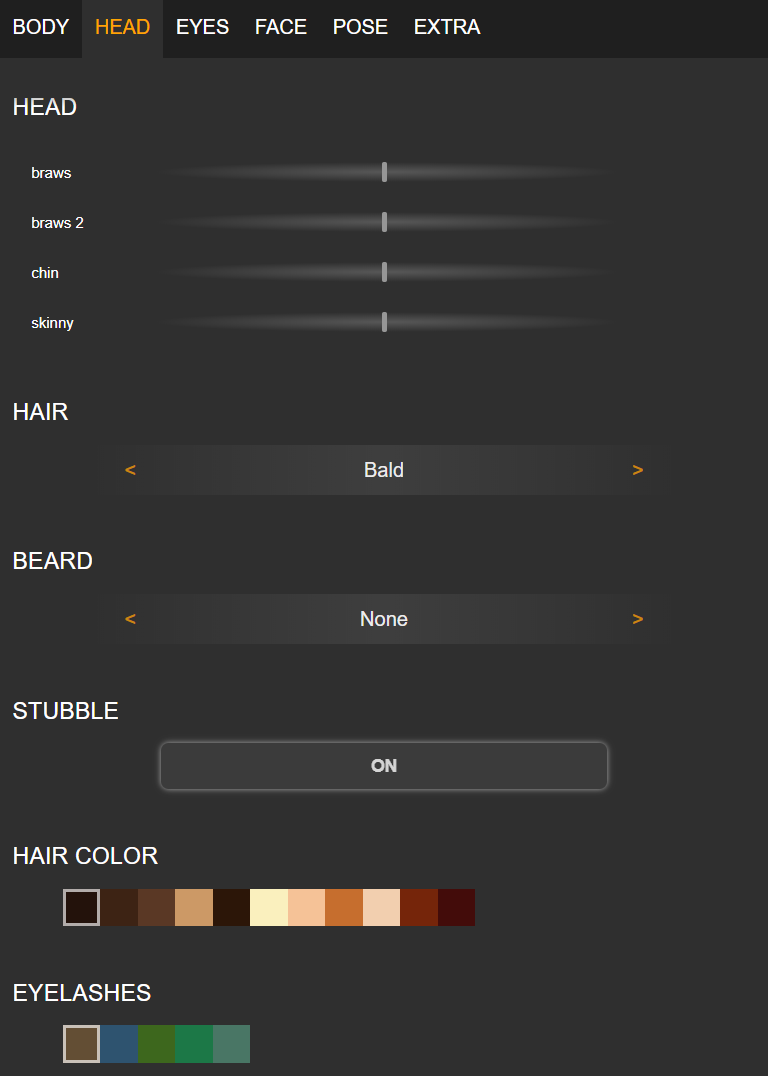 BODY HEAD EYES FACE POSE EXTRA
HEAD
braws
braws 2
chin
skinny
HAIR
< Bald >
BEARD
< None >
STUBBLE
ON
HAIR COLOR
EYELASHES